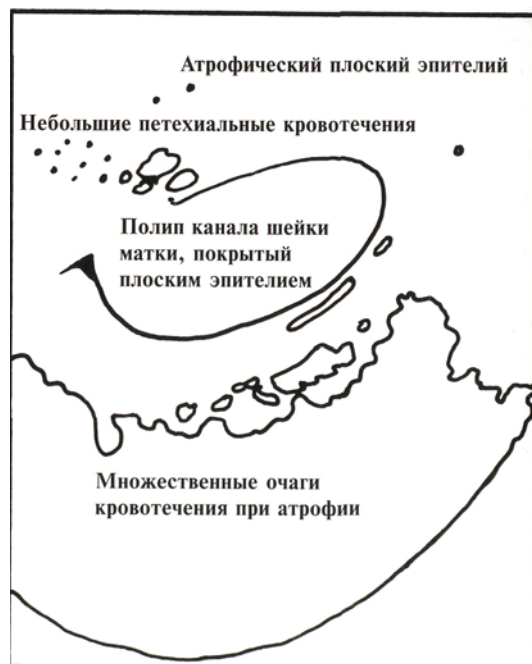 Атрофический плоский эпителий
Небольшие петехиальные кровотечения
Полип канала шейки
матки, покрытый
плоским эпителием
Множественные очаги
кровотечения при атрофии